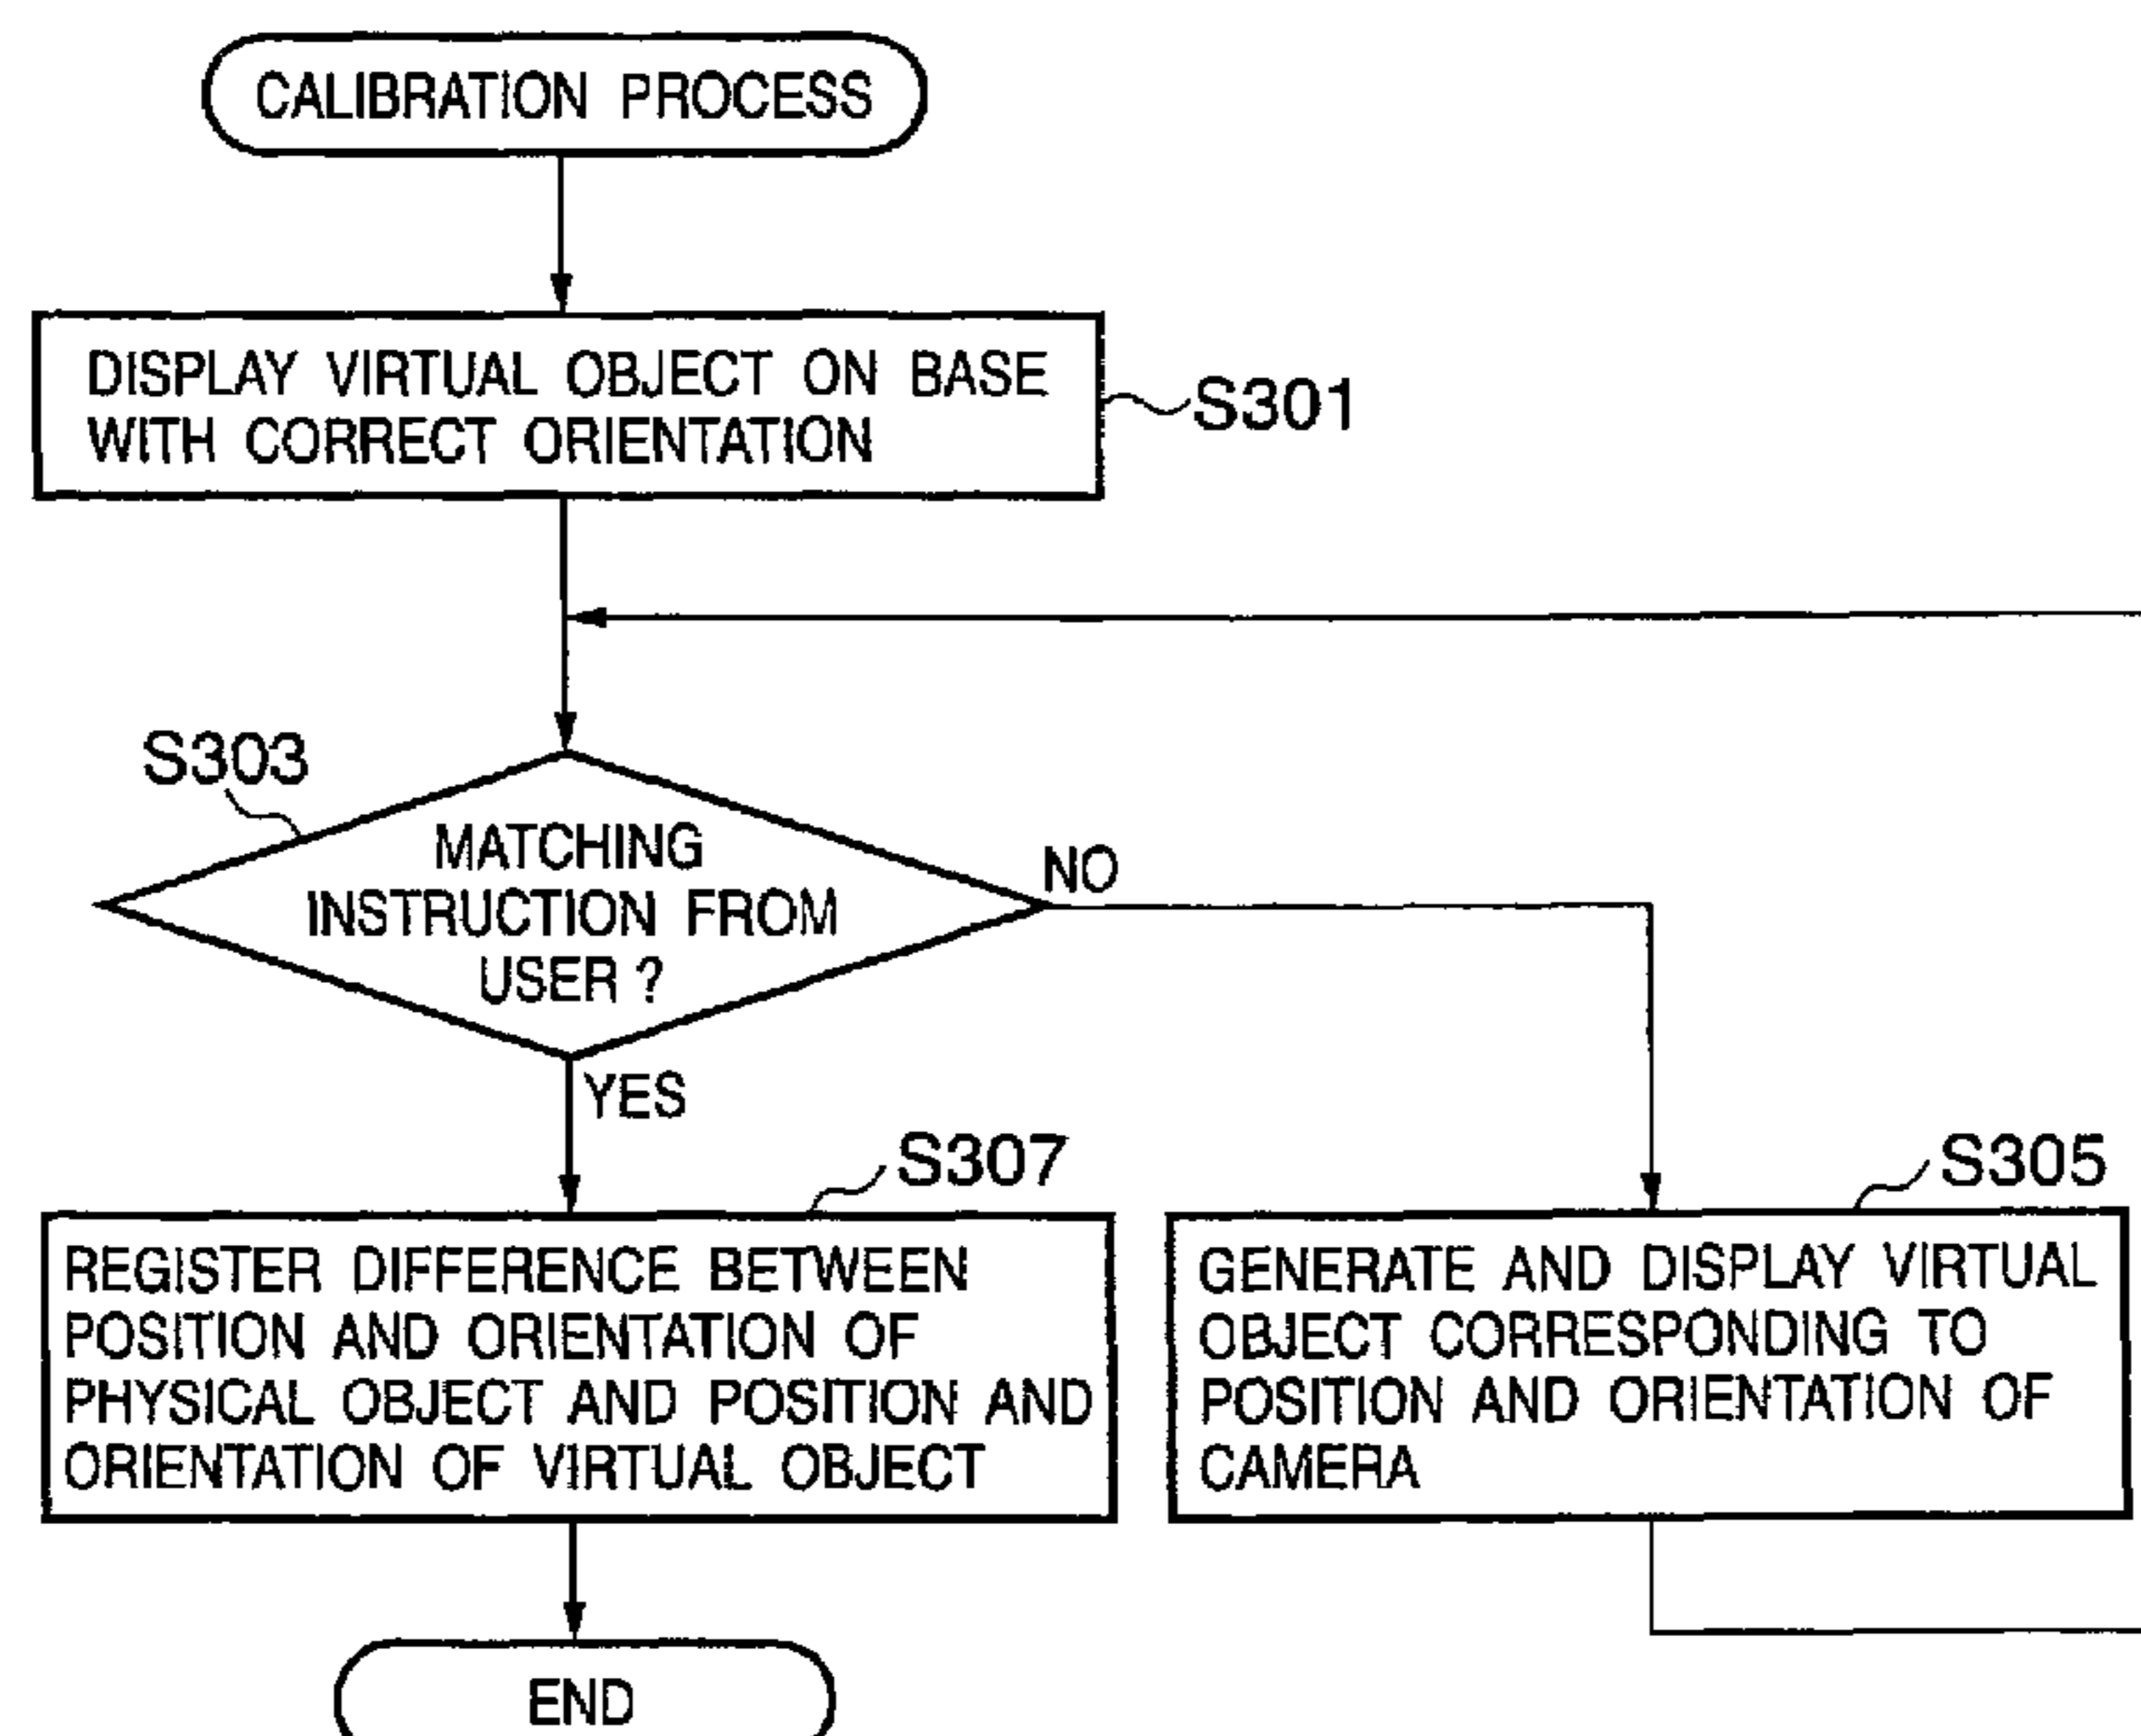 CALIBRATION PROCESS
DISPLAY VIRTUAL OBJECT ON BASE
WITH CORRECT ORIENTATION
S301
S303
MATCHING
INSTRUCTION FROM
USER ?
NO
YES
S307
REGISTER DIFFERENCE BETWEEN
POSITION AND ORIENTATION OF
PHYSICAL OBJECT AND POSITION AND
ORIENTATION OF VIRTUAL OBJECT
S305
GENERATE AND DISPLAY VIRTUAL
OBJECT CORRESPONDING TO
POSITION AND ORIENTATION OF
CAMERA
END